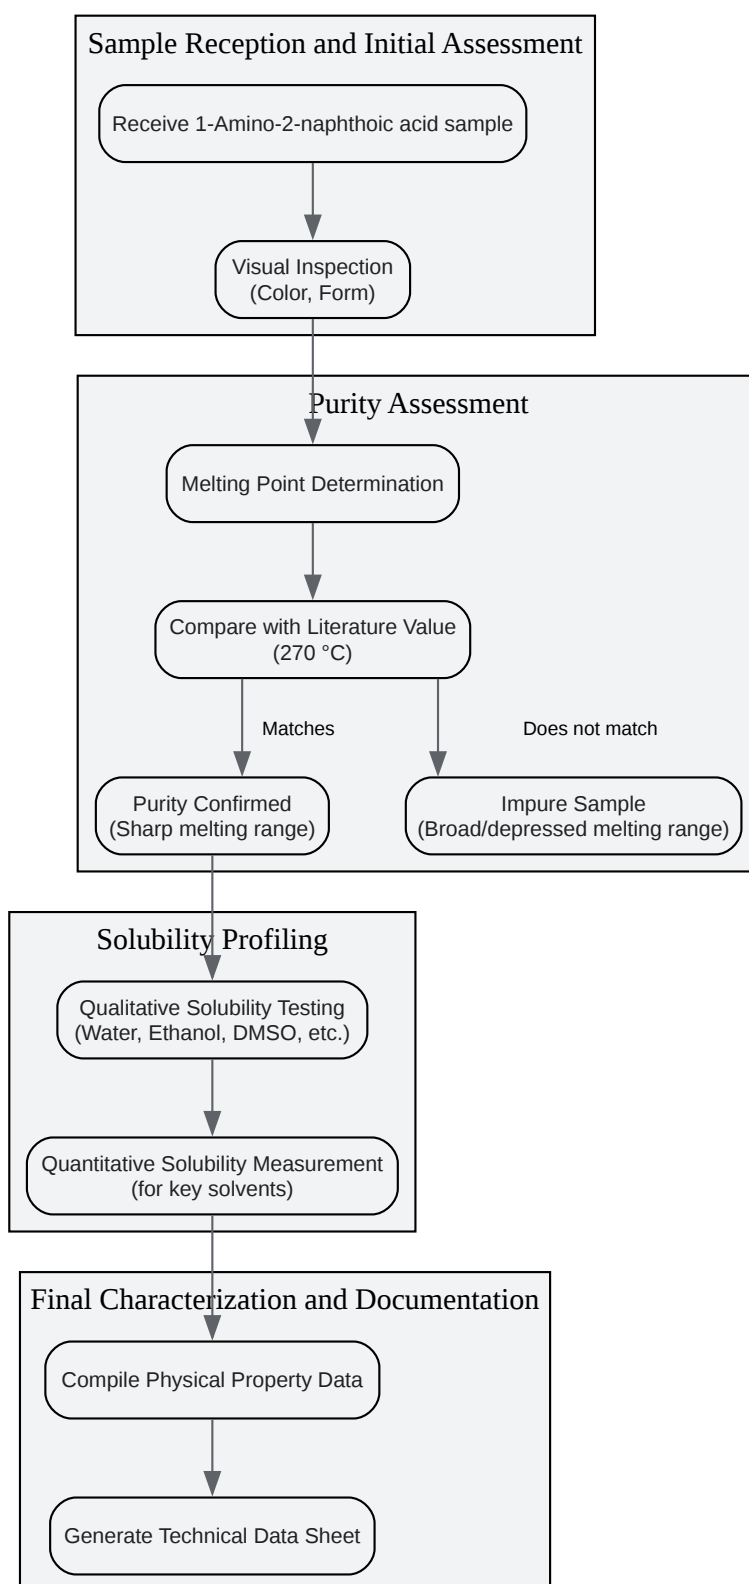 Sample Reception and Initial Assessment
Receive 1-Amino-2-naphthoic acid sample
Visual Inspection
(Color, Form)
Purity Assessment
Melting Point Determination
Compare with Literature Value
(270 °C)
Matches
Does not match
Purity Confirmed
(Sharp melting range)
Impure Sample
(Broad/depressed melting range)
Solubility Profiling
Qualitative Solubility Testing
(Water, Ethanol, DMSO, etc.)
Quantitative Solubility Measurement
(for key solvents)
Final Characterization and Documentation
Compile Physical Property Data
Generate Technical Data Sheet